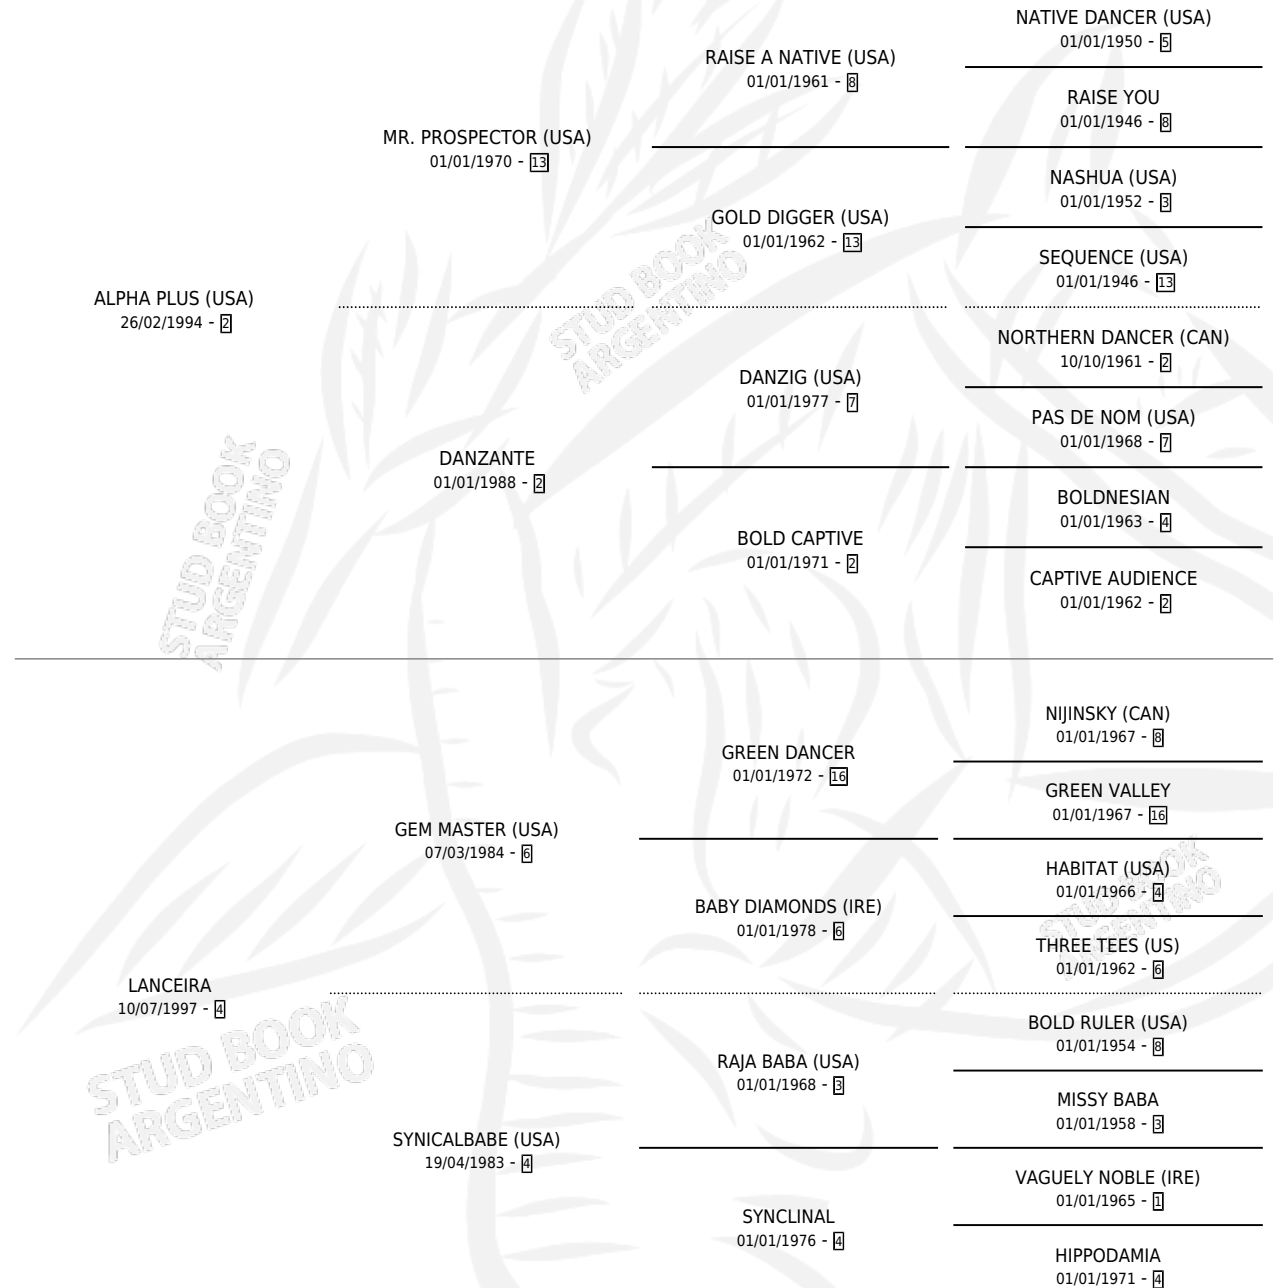 NATIVE DANCER (USA)
01/01/1950 - 5
RAISE A NATIVE (USA)
01/01/1961 - 8
RAISE YOU
01/01/1946 - 8
MR. PROSPECTOR (USA)
01/01/1970 - 13
NASHUA (USA)
01/01/1952 - 3
GOLD DIGGER (USA)
01/01/1962 - 13
SEQUENCE (USA)
01/01/1946 - 13
ALPHA PLUS (USA)
26/02/1994 - 2
STUD BOOK
ARGENTINO
NORTHERN DANCER (CAN)
10/10/1961 - 2
DANZIG (USA)
01/01/1977 - 7
PAS DE NOM (USA)
01/01/1968 - 7
DANZANTE
01/01/1988 - 2
STUD BOOK
ARGENTINO
BOLDNESIAN
01/01/1963 - 4
BOLD CAPTIVE
01/01/1971 - 2
CAPTIVE AUDIENCE
01/01/1962 - 2
NIJINSKY (CAN)
01/01/1967 - 8
GREEN DANCER
01/01/1972 - 16
GREEN VALLEY
01/01/1967 - 16
GEM MASTER (USA)
07/03/1984 - 6
HABITAT (USA)
01/01/1966 - 4
STUD BOOK
ARGENTINO
BABY DIAMONDS (IRE)
01/01/1978 - 6
THREE TEES (US)
01/01/1962 - 6
LANCEIRA
10/07/1997 - 4
STUD BOOK
ARGENTINO
BOLD RULER (USA)
01/01/1954 - 8
RAJA BABA (USA)
01/01/1968 - 3
MISSY BABA
01/01/1958 - 3
SYNICALBABE (USA)
19/04/1983 - 4
VAGUELY NOBLE (IRE)
01/01/1965 - 1
SYNCLINAL
01/01/1976 - 4
HIPPODAMIA
01/01/1971 - 4